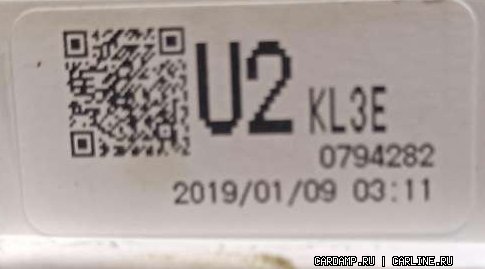 U2 KL3E
0794282
2019/01/09 03:11
CARDAMP.RU | CARLINE.RU